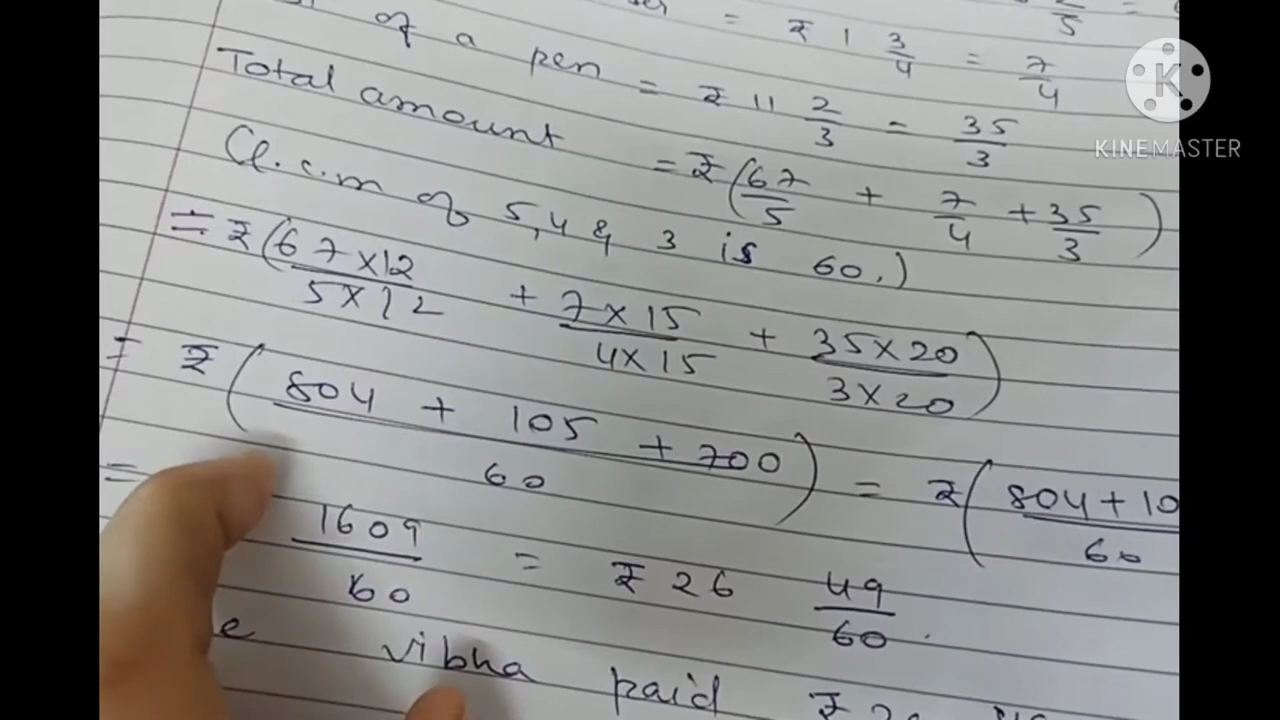 = ₹ 1 3/4 = 7/4
of a pen = ₹ 11 2/3 = 35/3
Total amount = ₹ (67/5 + 7/4 + 35/3)
(l.c.m of 5, 4 & 3 is 60.)
= ₹ (67×12/5×12 + 7×15/4×15 + 35×20/3×20)
= ₹ (804 + 105 + 700/60) = ₹ (804+10/60
= 1609/60 = ₹ 26 49/60.
vibha paid ₹
K
KINEMASTER